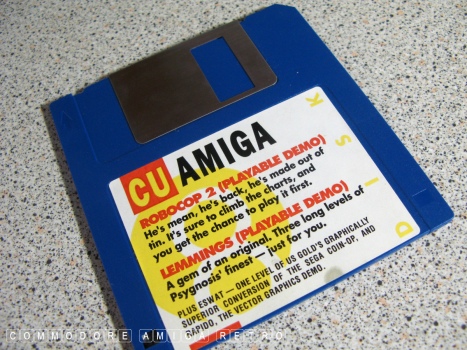 CU AMIGA
ROBOCOP 2 (PLAYABLE DEMO)
He's mean, he's back, he's made out of
tin. It's sure to climb the charts, and
you get the chance to play it first.
LEMMINGS (PLAYABLE DEMO)
A gem of an original. Three long levels of
Psygnosis' finest — just for you.
PLUS ESWAT — ONE LEVEL OF US GOLD'S GRAPHICALLY
SUPERIOR CONVERSION OF THE SEGA COIN-OP, AND
RAPIDO, THE VECTOR GRAPHICS DEMO.
DISK
COMMODORE AMIGA RETRO